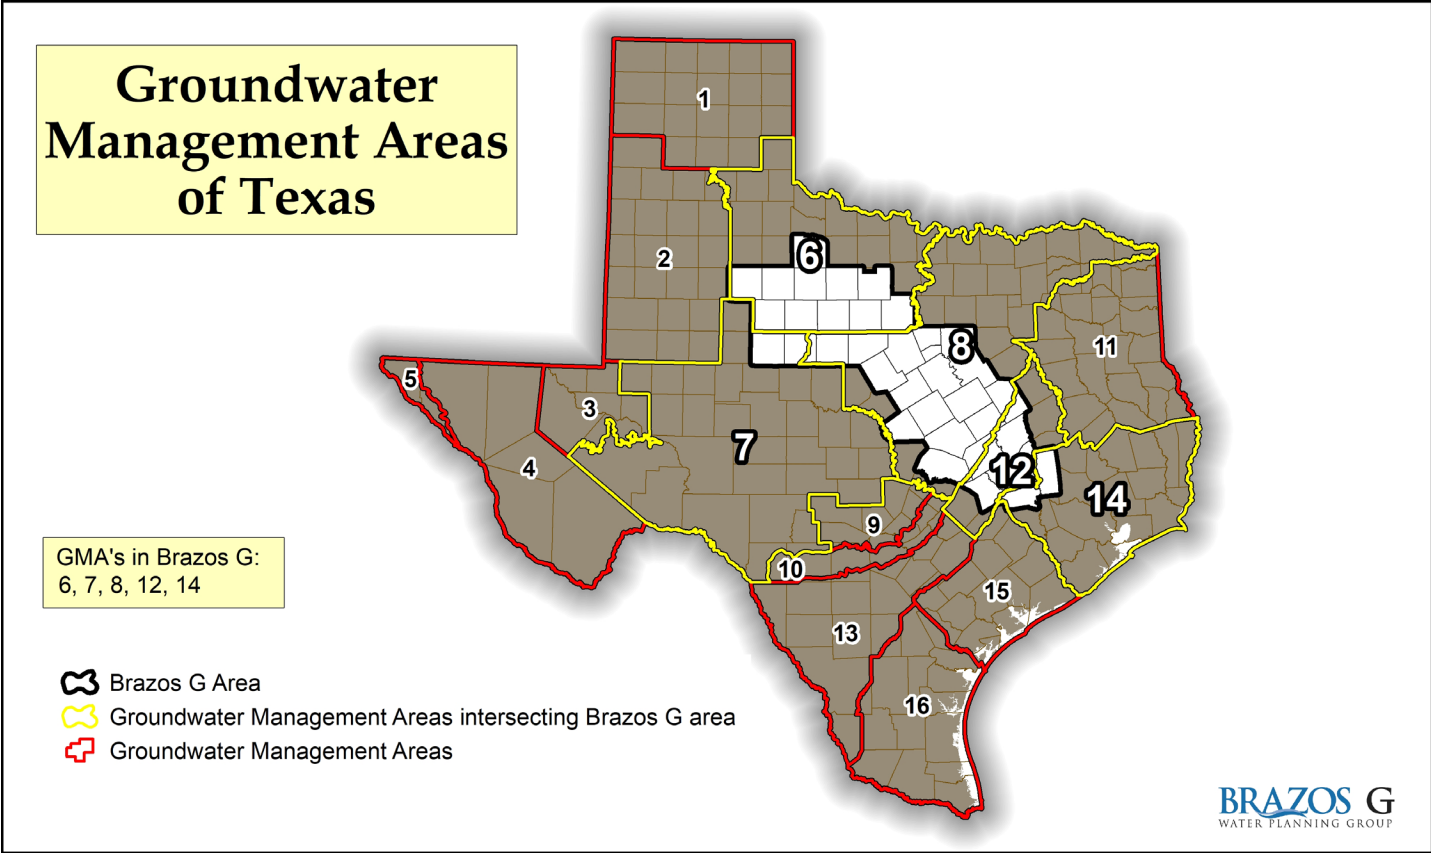 Groundwater
Management Areas
of Texas
1
2
6
8
11
5
3
7
4
12
14
9
10
15
13
16
GMA's in Brazos G:
6, 7, 8, 12, 14
Brazos G Area
Groundwater Management Areas intersecting Brazos G area
Groundwater Management Areas
BRAZOS G
WATER PLANNING GROUP